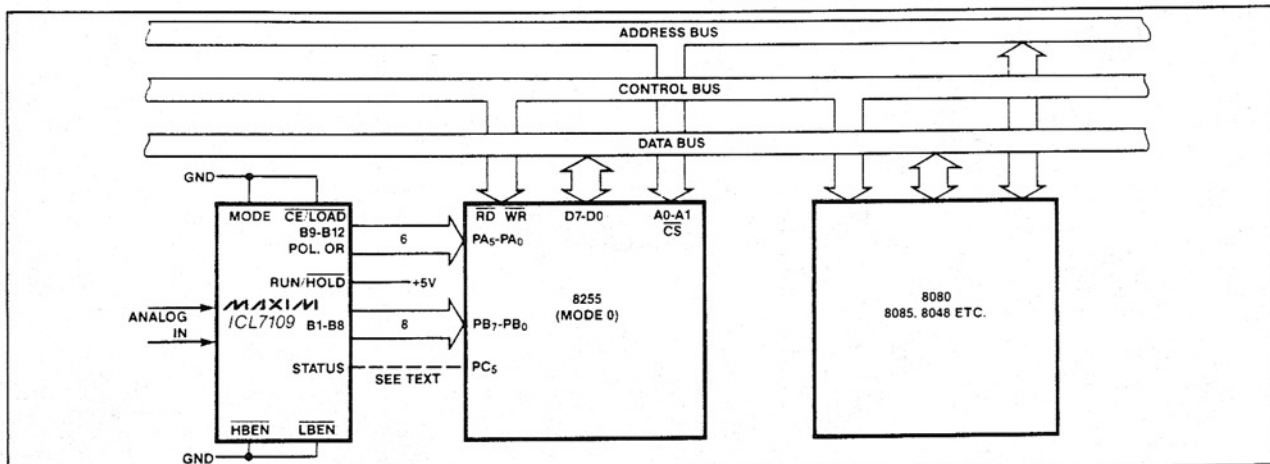 ADDRESS BUS
CONTROL BUS
DATA BUS
GND
MODE
CE/LOAD
B9-B12
POL. OR
6
RUN/HOLD
+5V
MAXIM
ICL7109
ANALOG
IN
B1-B8
8
STATUS
SEE TEXT
HBEN
LBEN
GND
RD WR
D7-D0
A0-A1
CS
PA5-PA0
8255
(MODE 0)
PB7-PB0
PC5
8080
8085. 8048 ETC.